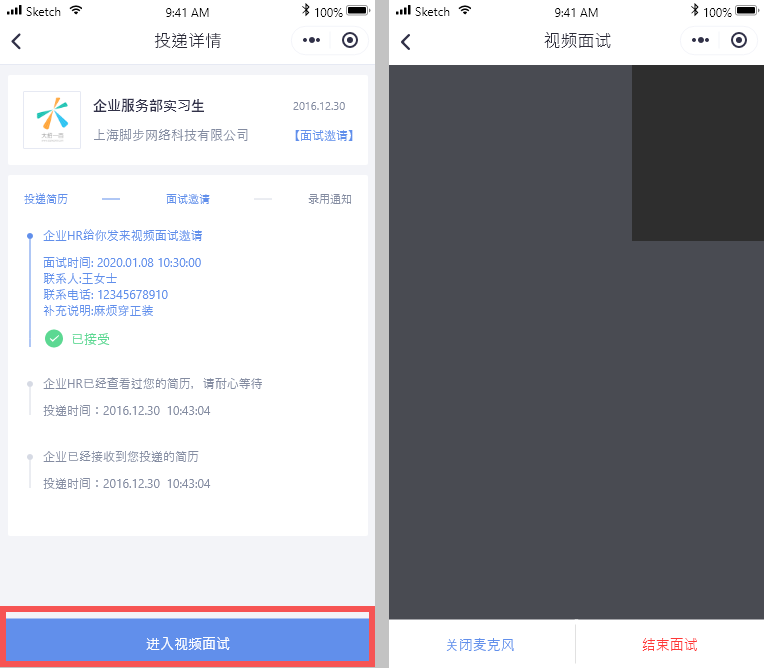 Sketch 9:41 AM 100%
投递详情
企业服务部实习生 2016.12.30
上海脚步网络科技有限公司 【面试邀请】
投递简历 面试邀请 录用通知
企业HR给你发来视频面试邀请
面试时间: 2020.01.08 10:30:00
联系人:王女士
联系电话: 12345678910
补充说明;麻烦穿正装
已接受
企业HR已经查看过您的简历，请耐心等待
投递时间：2016.12.30 10:43:04
企业已经接收到您投递的简历
投递时间：2016.12.30 10:43:04
进入视频面试
Sketch 9:41 AM 100%
视频面试
关闭麦克风 结束面试